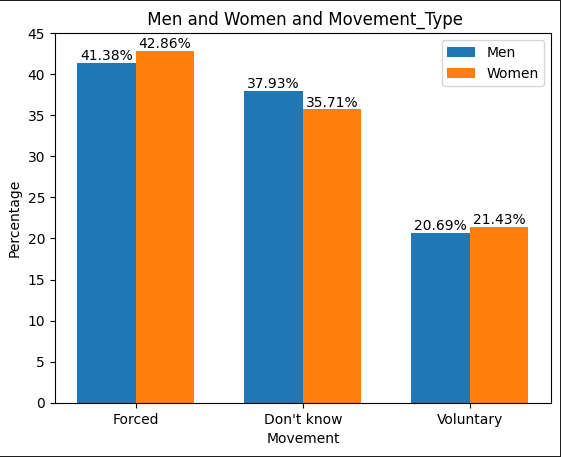 Men and Women and Movement_Type
45
40
35
30
25
20
15
10
5
0
Percentage
41.38%
42.86%
37.93%
35.71%
20.69%
21.43%
Men
Women
Forced
Don't know
Voluntary
Movement